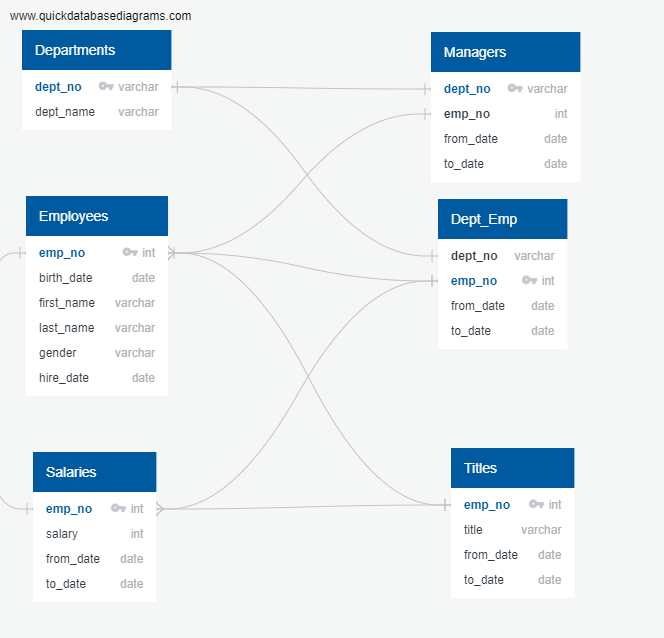 www.quickdatabasediagrams.com
Departments
dept_no varchar
dept_name varchar
Managers
dept_no varchar
emp_no int
from_date date
to_date date
Employees
emp_no int
birth_date date
first_name varchar
last_name varchar
gender varchar
hire_date date
Dept_Emp
dept_no varchar
emp_no int
from_date date
to_date date
Salaries
emp_no int
salary int
from_date date
to_date date
Titles
emp_no int
title varchar
from_date date
to_date date